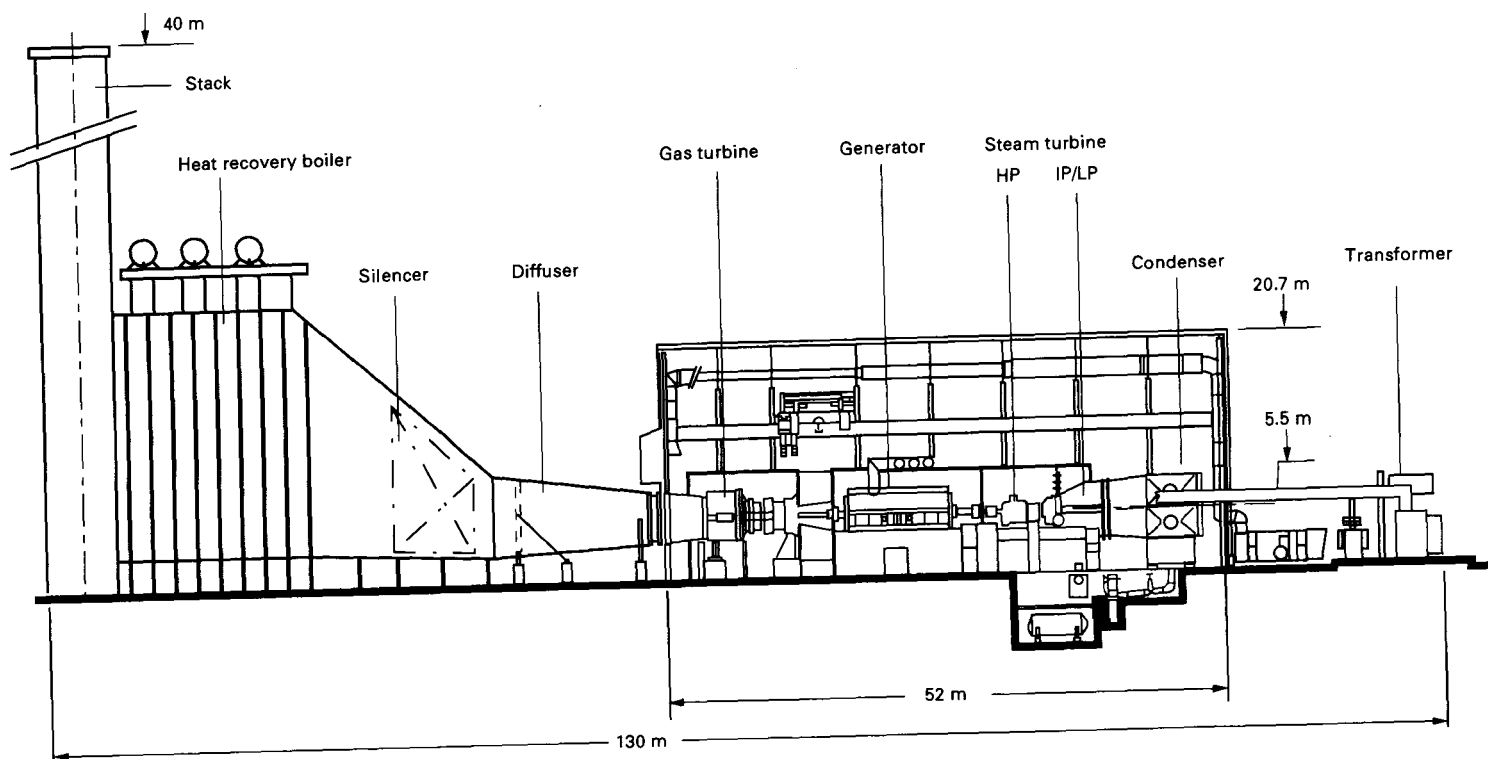 40 m
Stack
Heat recovery boiler
Gas turbine
Generator
Steam turbine
HP IP/LP
Silencer
Diffuser
Condenser
Transformer
20.7 m
5.5 m
52 m
130 m